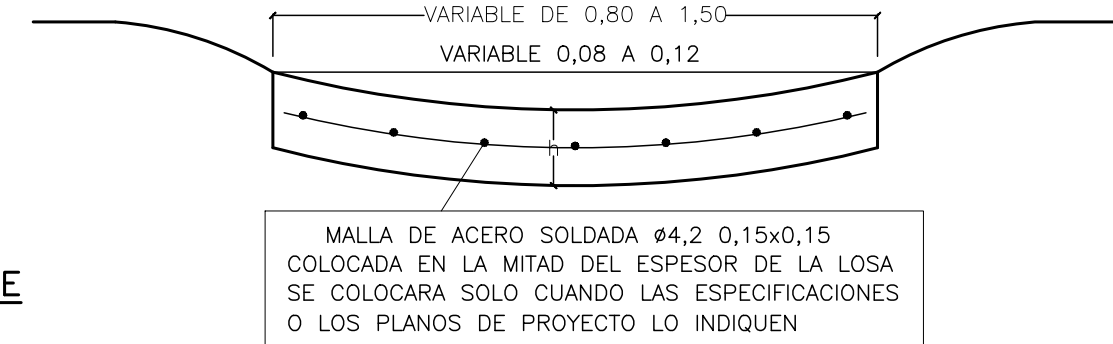 VARIABLE DE 0,80 A 1,50
VARIABLE 0,08 A 0,12
h
MALLA DE ACERO SOLDADA ø4,2 0,15x0,15
COLOCADA EN LA MITAD DEL ESPESOR DE LA LOSA
SE COLOCARA SOLO CUANDO LAS ESPECIFICACIONES
O LOS PLANOS DE PROYECTO LO INDIQUEN
E